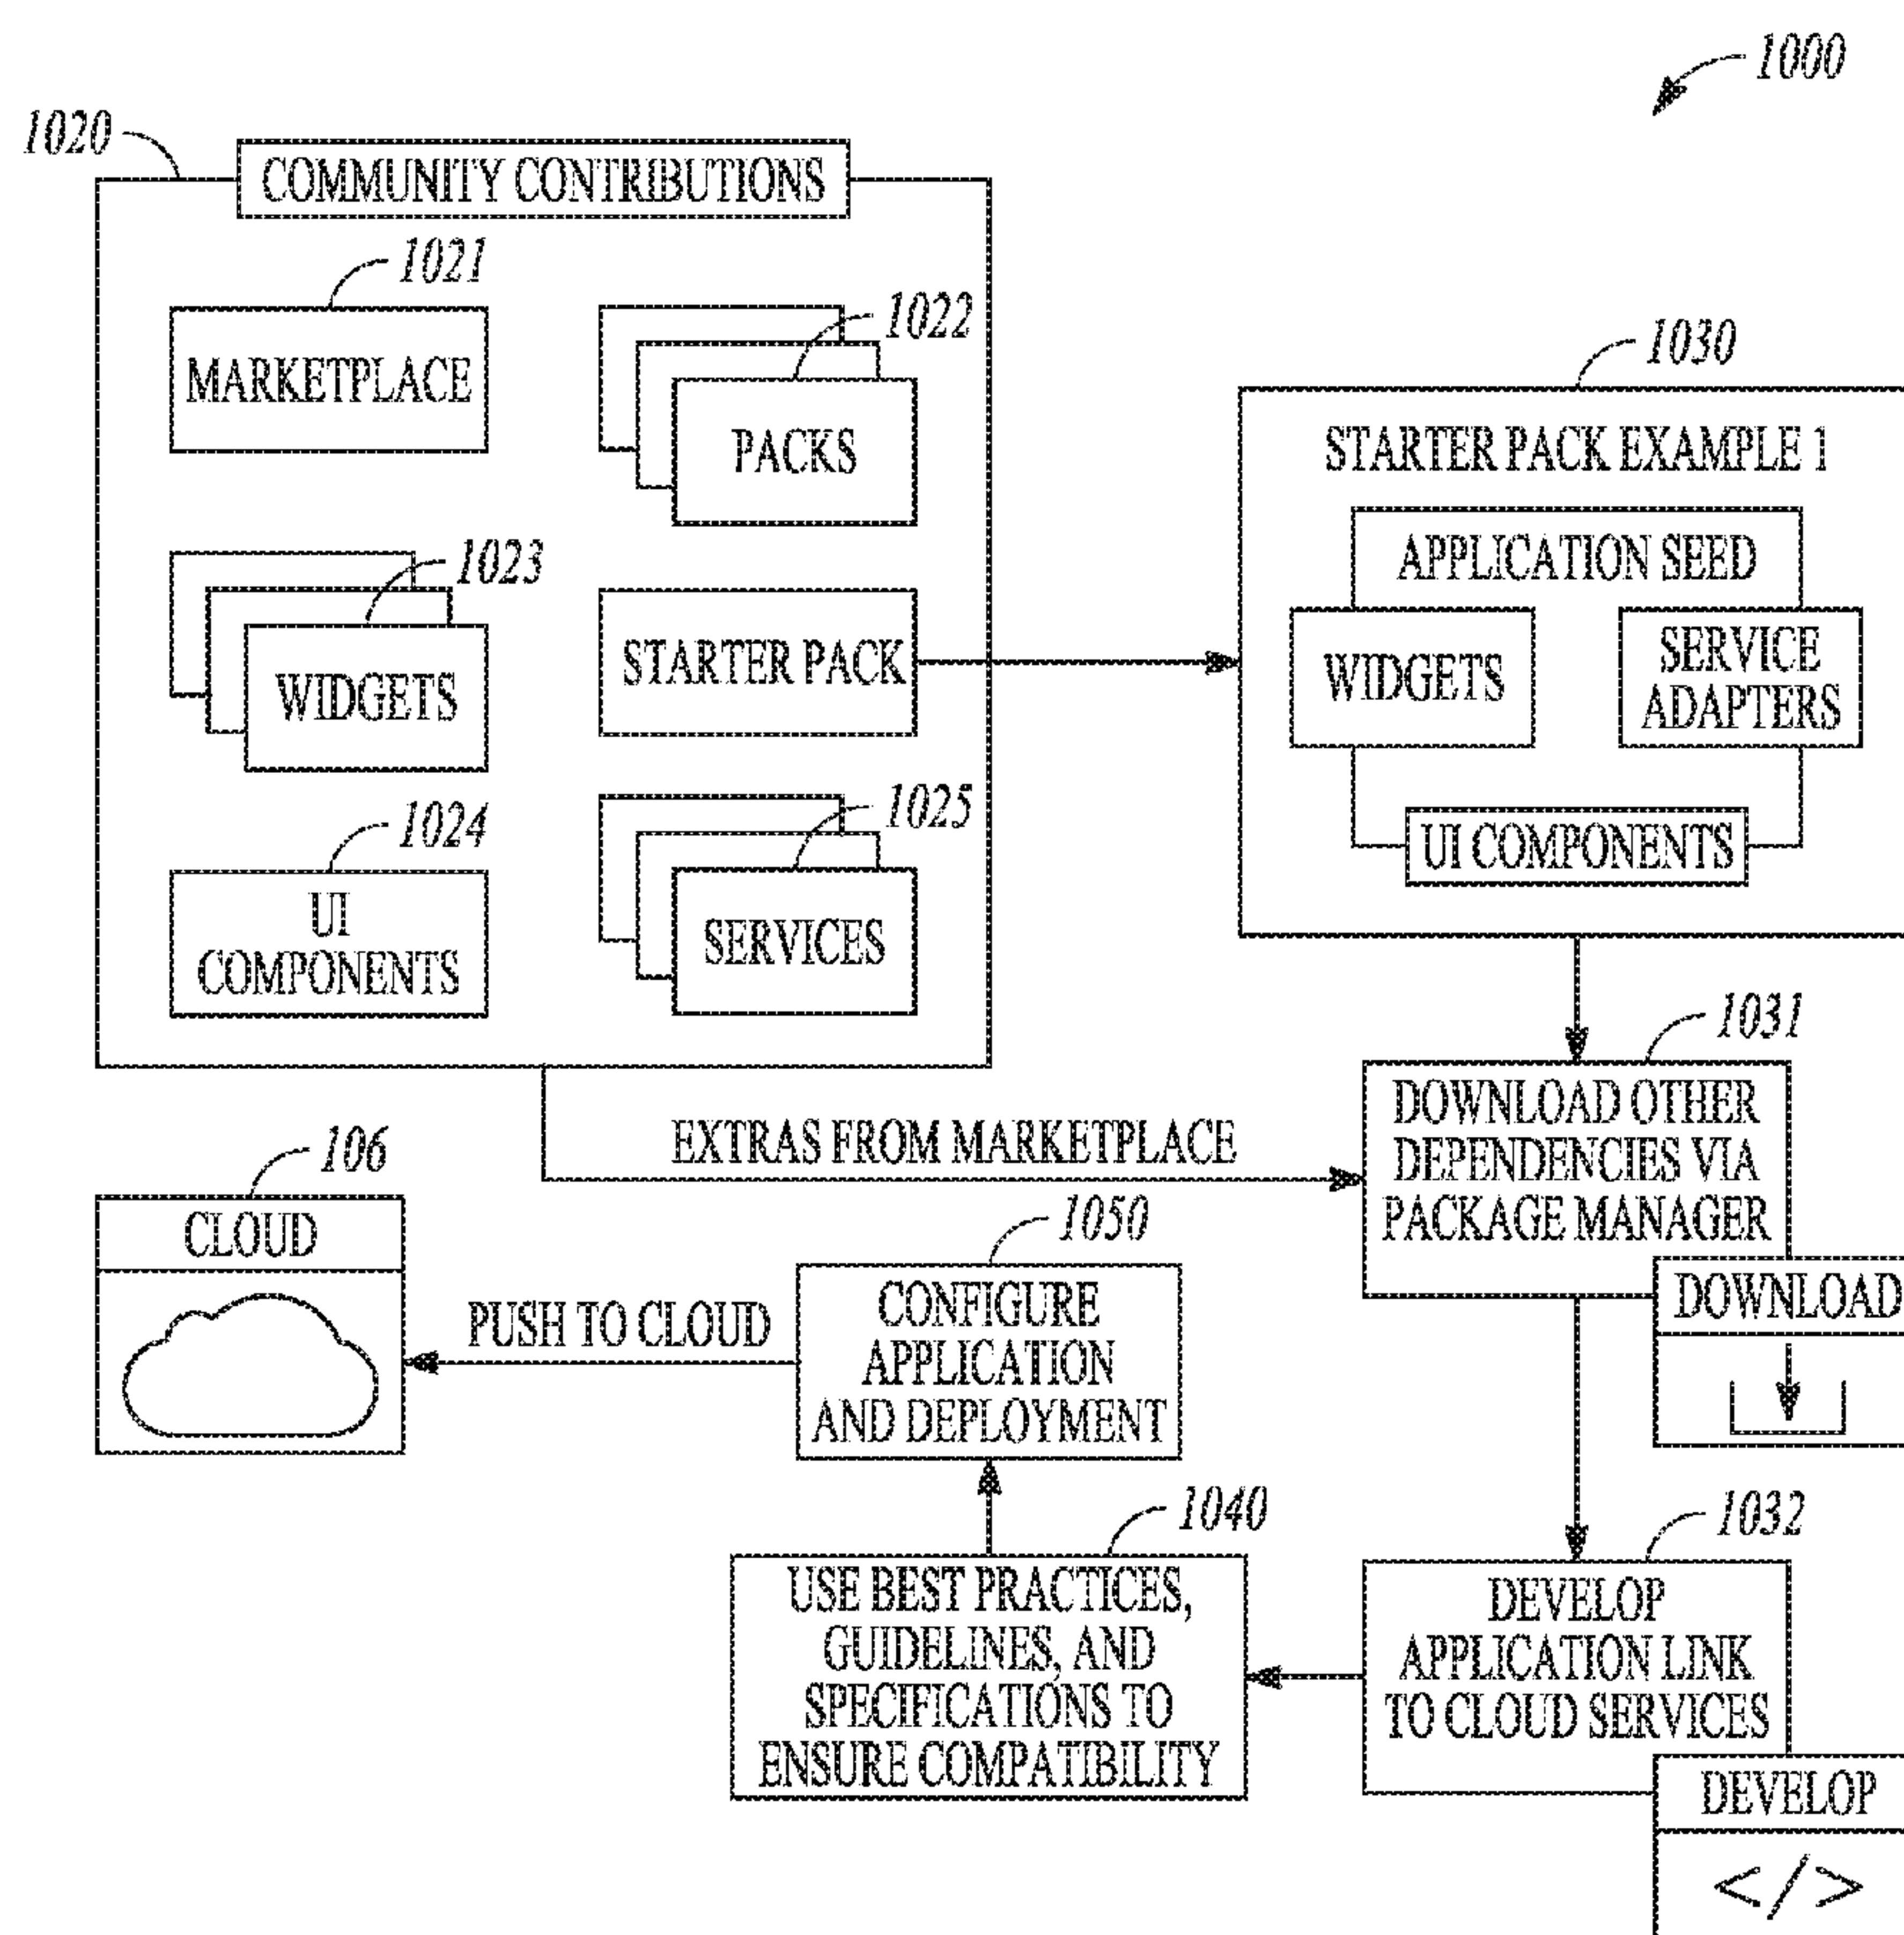 1000
1020
COMMUNITY CONTRIBUTIONS
1021
MARKETPLACE
1022
PACKS
1023
WIDGETS
STARTER PACK
1024
UI
COMPONENTS
1025
SERVICES
1030
STARTER PACK EXAMPLE 1
APPLICATION SEED
WIDGETS
SERVICE
ADAPTERS
UI COMPONENTS
EXTRAS FROM MARKETPLACE
1031
DOWNLOAD OTHER
DEPENDENCIES VIA
PACKAGE MANAGER
DOWNLOAD
106
CLOUD
PUSH TO CLOUD
1050
CONFIGURE
APPLICATION
AND DEPLOYMENT
1040
USE BEST PRACTICES,
GUIDELINES, AND
SPECIFICATIONS TO
ENSURE COMPATIBILITY
1032
DEVELOP
APPLICATION LINK
TO CLOUD SERVICES
DEVELOP
</>